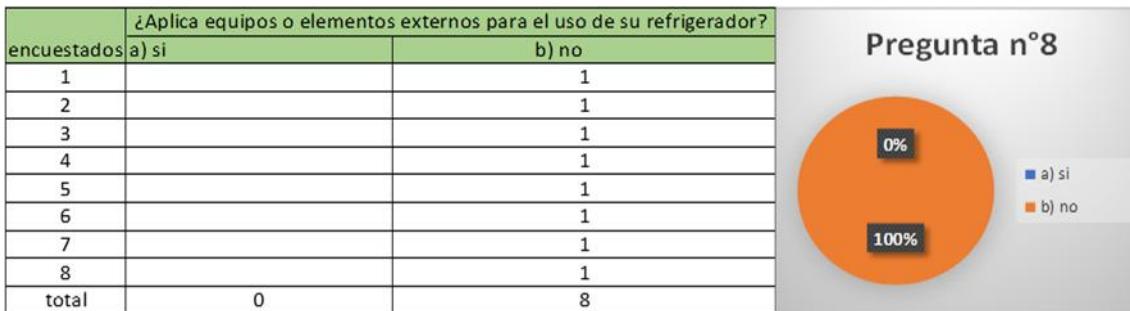 ¿Aplica equipos o elementos externos para el uso de su refrigerador?
encuestados a) si b) no
1 1
2 1
3 1
4 1
5 1
6 1
7 1
8 1
total 0 8
Pregunta n°8
0%
100%
a) si
b) no